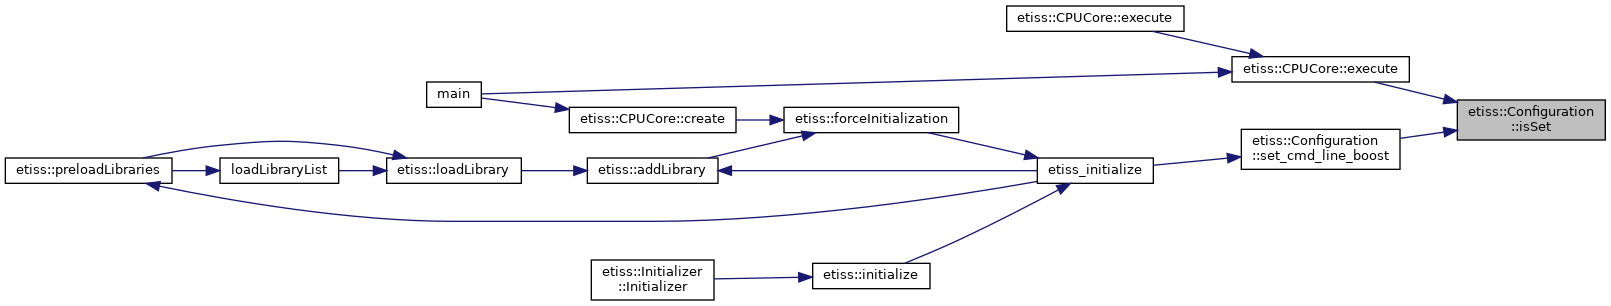 etiss::CPUCore::execute
etiss::CPUCore::execute
main
etiss::Configuration
::isSet
etiss::CPUCore::create
etiss::forceInitialization
etiss::Configuration
::set_cmd_line_boost
etiss::preloadLibraries
loadLibraryList
etiss::loadLibrary
etiss::addLibrary
etiss_initialize
etiss::Initializer
::Initializer
etiss::initialize